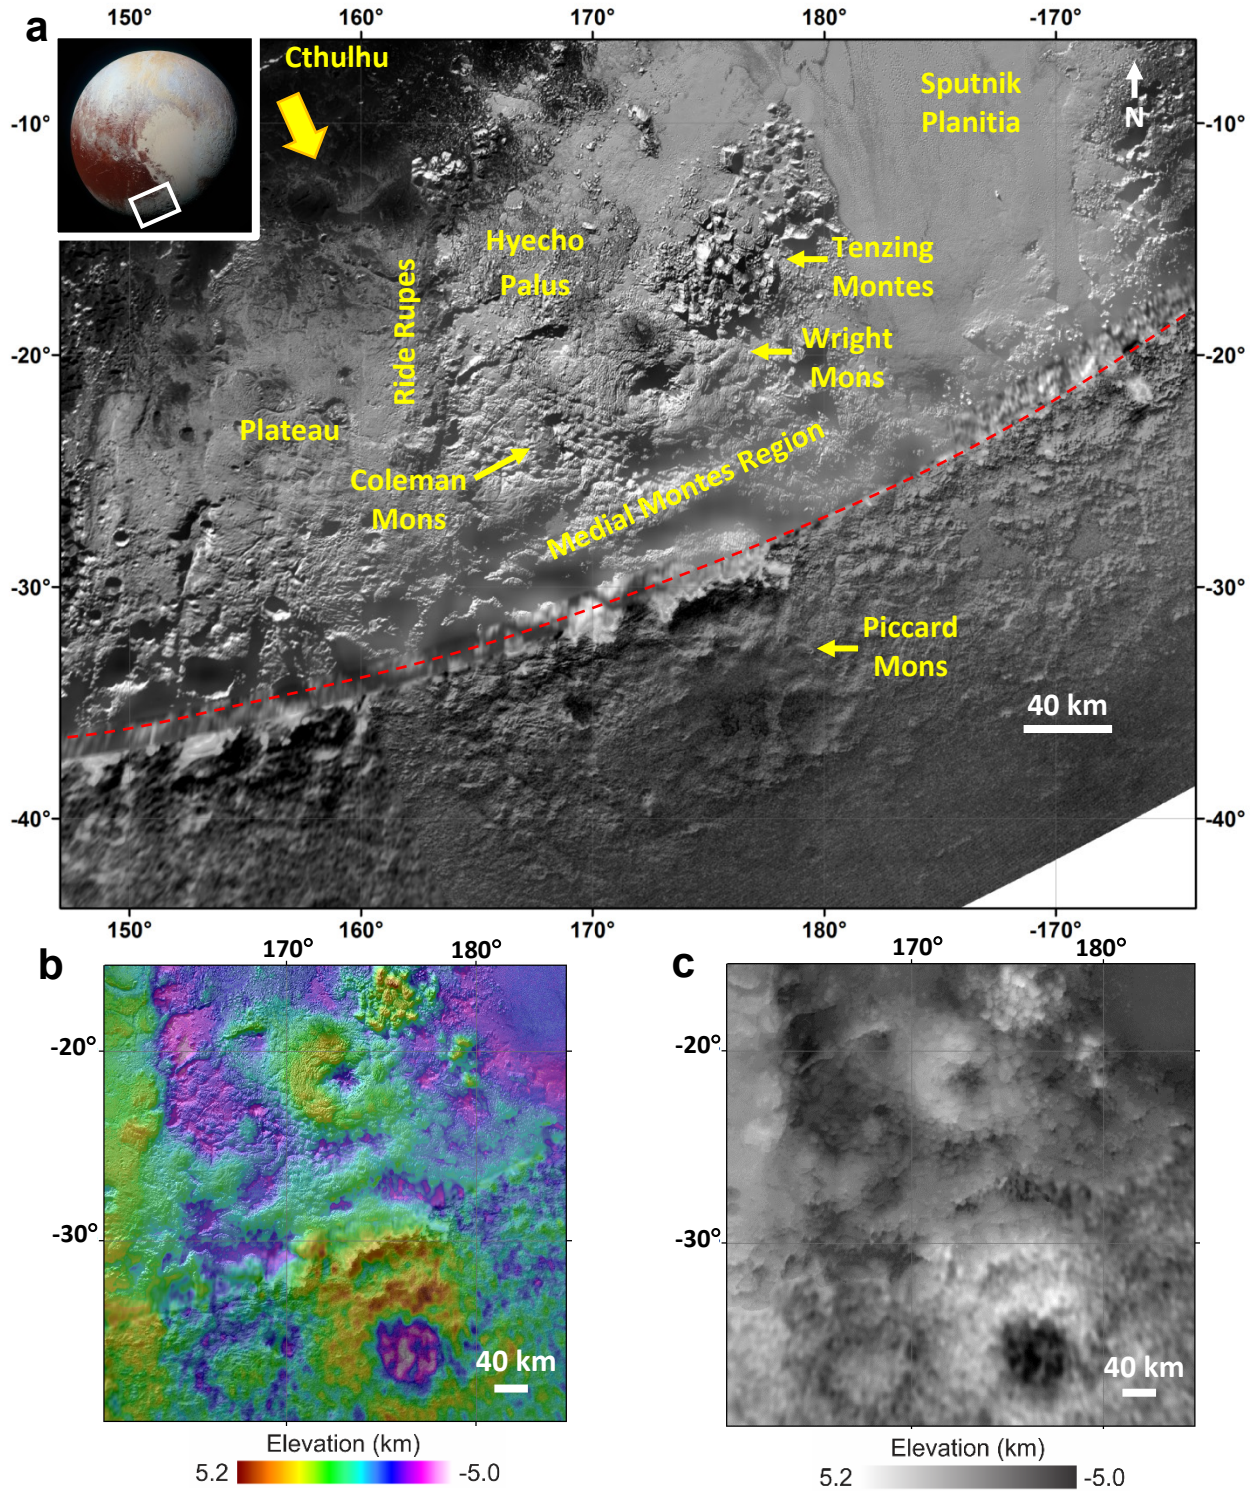 a
150°
160°
170°
180°
-170°
Cthulhu
Sputnik
Planitia
N
-10°
-10°
Hyecho
Palus
Ride Rupes
Tenzing
Montes
Wright
Mons
-20°
-20°
Plateau
Coleman
Mons
Medial Montes Region
-30°
-30°
Piccard
Mons
40 km
-40°
-40°
150°
160°
170°
180°
-170°
b
170°
180°
-20°
-30°
40 km
Elevation (km)
5.2
-5.0
c
170°
180°
-20°
-30°
40 km
Elevation (km)
5.2
-5.0